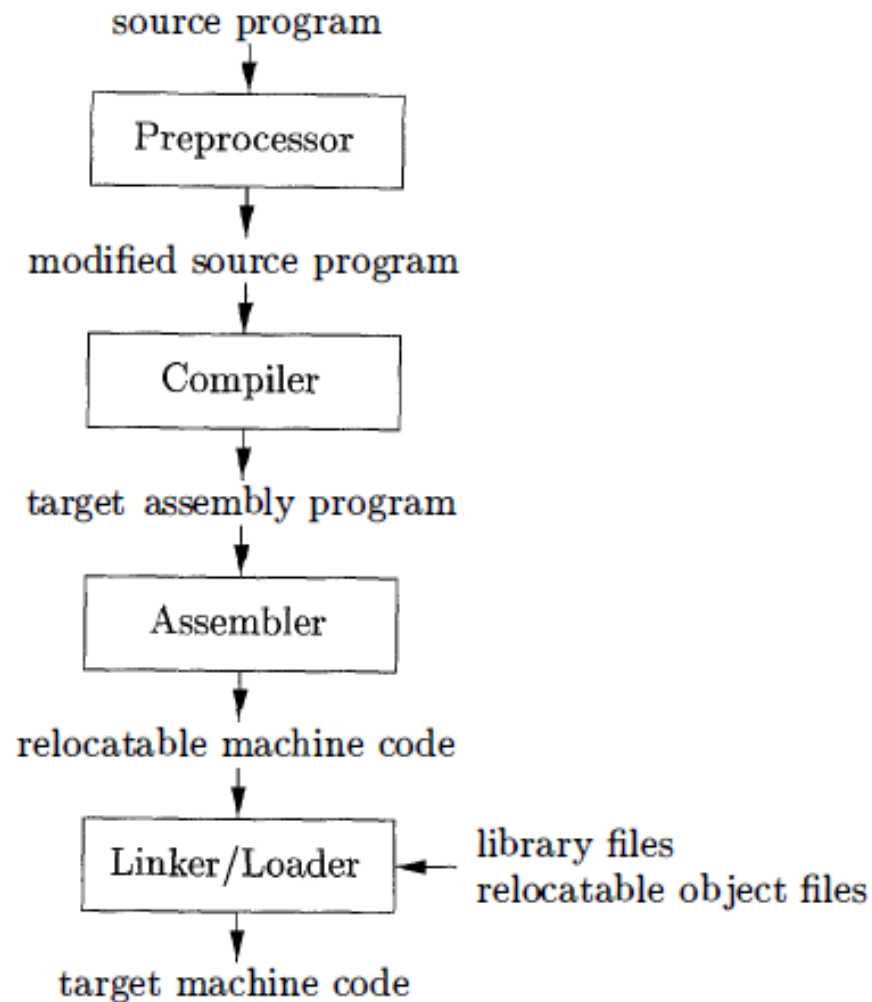 source program
Preprocessor
modified source program
Compiler
target assembly program
Assembler
relocatable machine code
Linker/Loader
library files
relocatable object files
target machine code